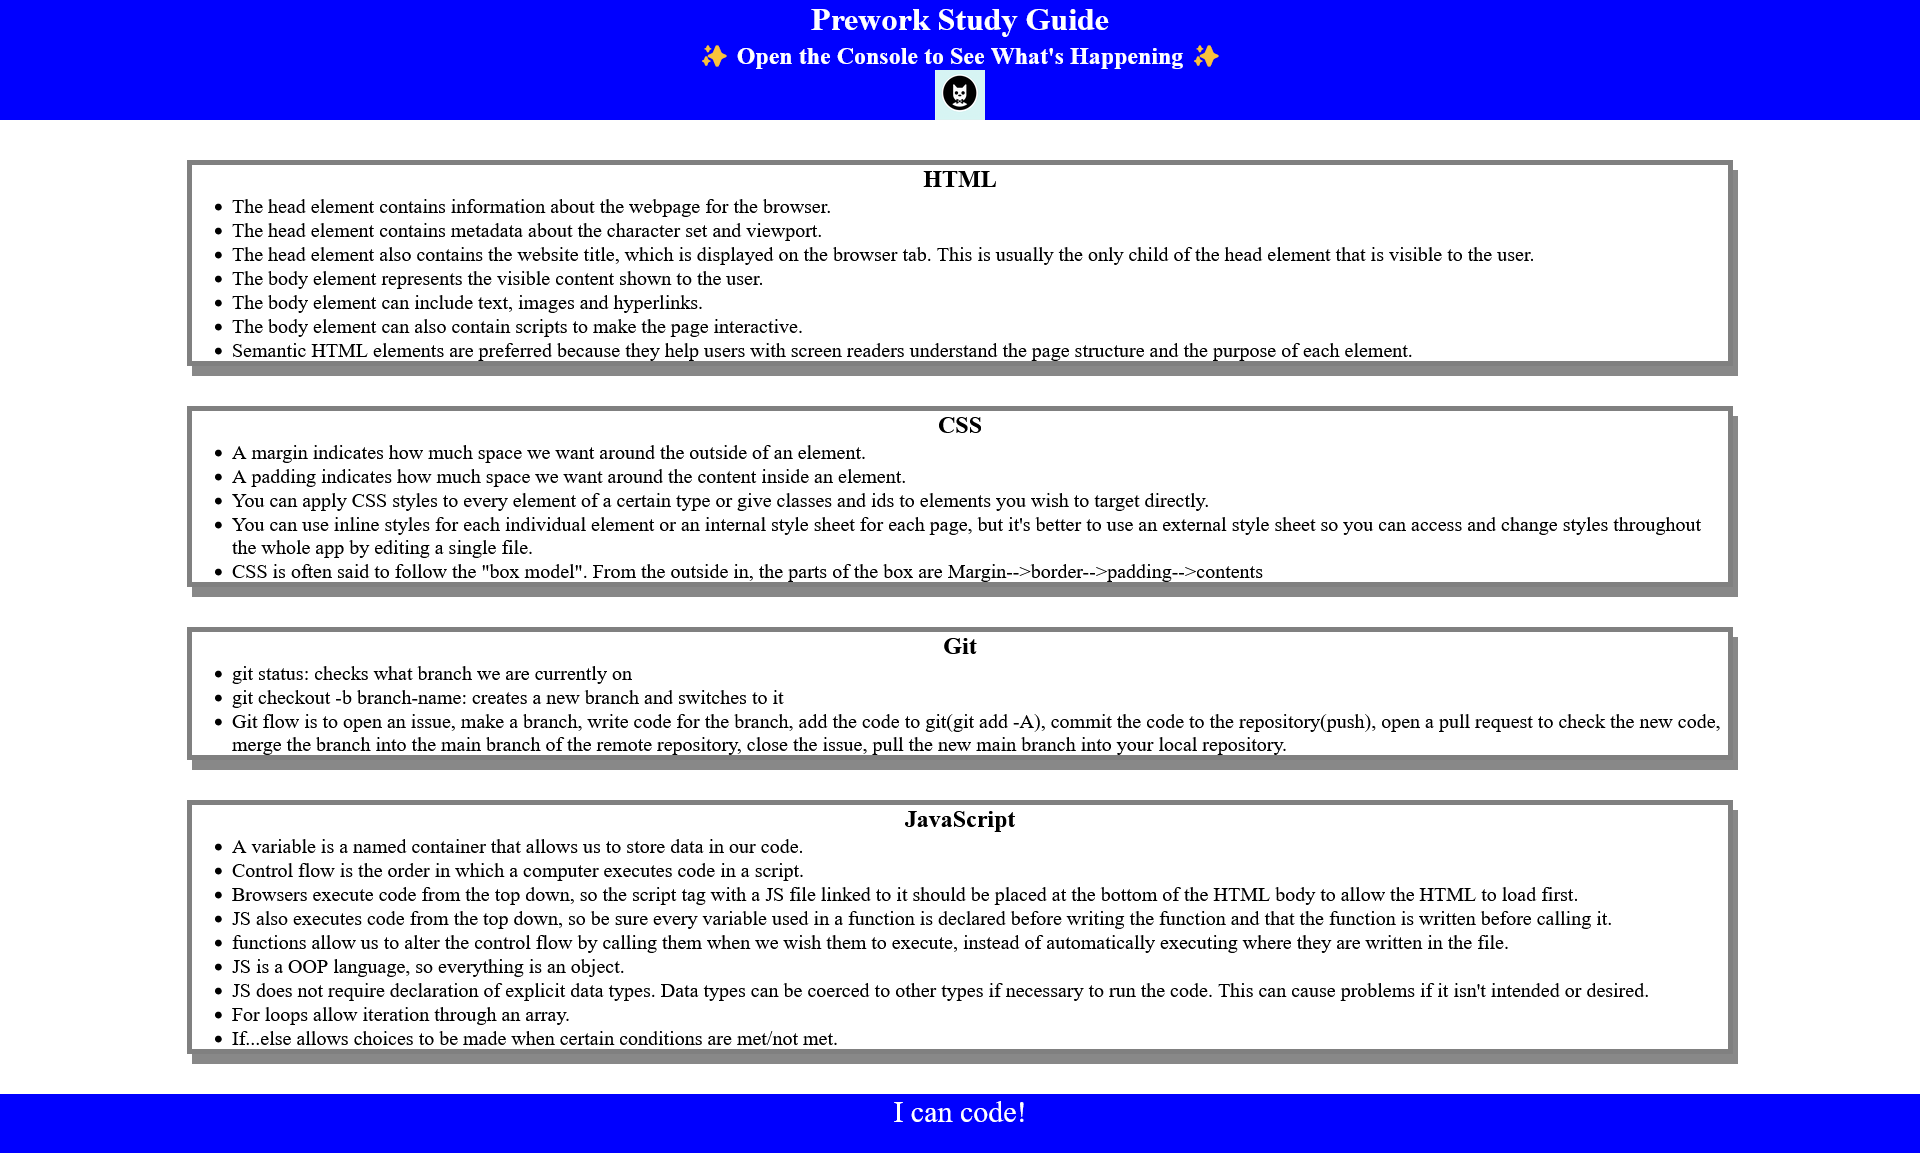 Prework Study Guide
✨ Open the Console to See What's Happening ✨
HTML
• The head element contains information about the webpage for the browser.
• The head element contains metadata about the character set and viewport.
• The head element also contains the website title, which is displayed on the browser tab. This is usually the only child of the head element that is visible to the user.
• The body element represents the visible content shown to the user.
• The body element can include text, images and hyperlinks.
• The body element can also contain scripts to make the page interactive.
• Semantic HTML elements are preferred because they help users with screen readers understand the page structure and the purpose of each element.
CSS
• A margin indicates how much space we want around the outside of an element.
• A padding indicates how much space we want around the content inside an element.
• You can apply CSS styles to every element of a certain type or give classes and ids to elements you wish to target directly.
• You can use inline styles for each individual element or an internal style sheet for each page, but it's better to use an external style sheet so you can access and change styles throughout
the whole app by editing a single file.
• CSS is often said to follow the "box model". From the outside in, the parts of the box are Margin-->border-->padding-->contents
Git
• git status: checks what branch we are currently on
• git checkout -b branch-name: creates a new branch and switches to it
• Git flow is to open an issue, make a branch, write code for the branch, add the code to git(git add -A), commit the code to the repository(push), open a pull request to check the new code,
merge the branch into the main branch of the remote repository, close the issue, pull the new main branch into your local repository.
JavaScript
• A variable is a named container that allows us to store data in our code.
• Control flow is the order in which a computer executes code in a script.
• Browsers execute code from the top down, so the script tag with a JS file linked to it should be placed at the bottom of the HTML body to allow the HTML to load first.
• JS also executes code from the top down, so be sure every variable used in a function is declared before writing the function and that the function is written before calling it.
• functions allow us to alter the control flow by calling them when we wish them to execute, instead of automatically executing where they are written in the file.
• JS is a OOP language, so everything is an object.
• JS does not require declaration of explicit data types. Data types can be coerced to other types if necessary to run the code. This can cause problems if it isn't intended or desired.
• For loops allow iteration through an array.
• If...else allows choices to be made when certain conditions are met/not met.
I can code!